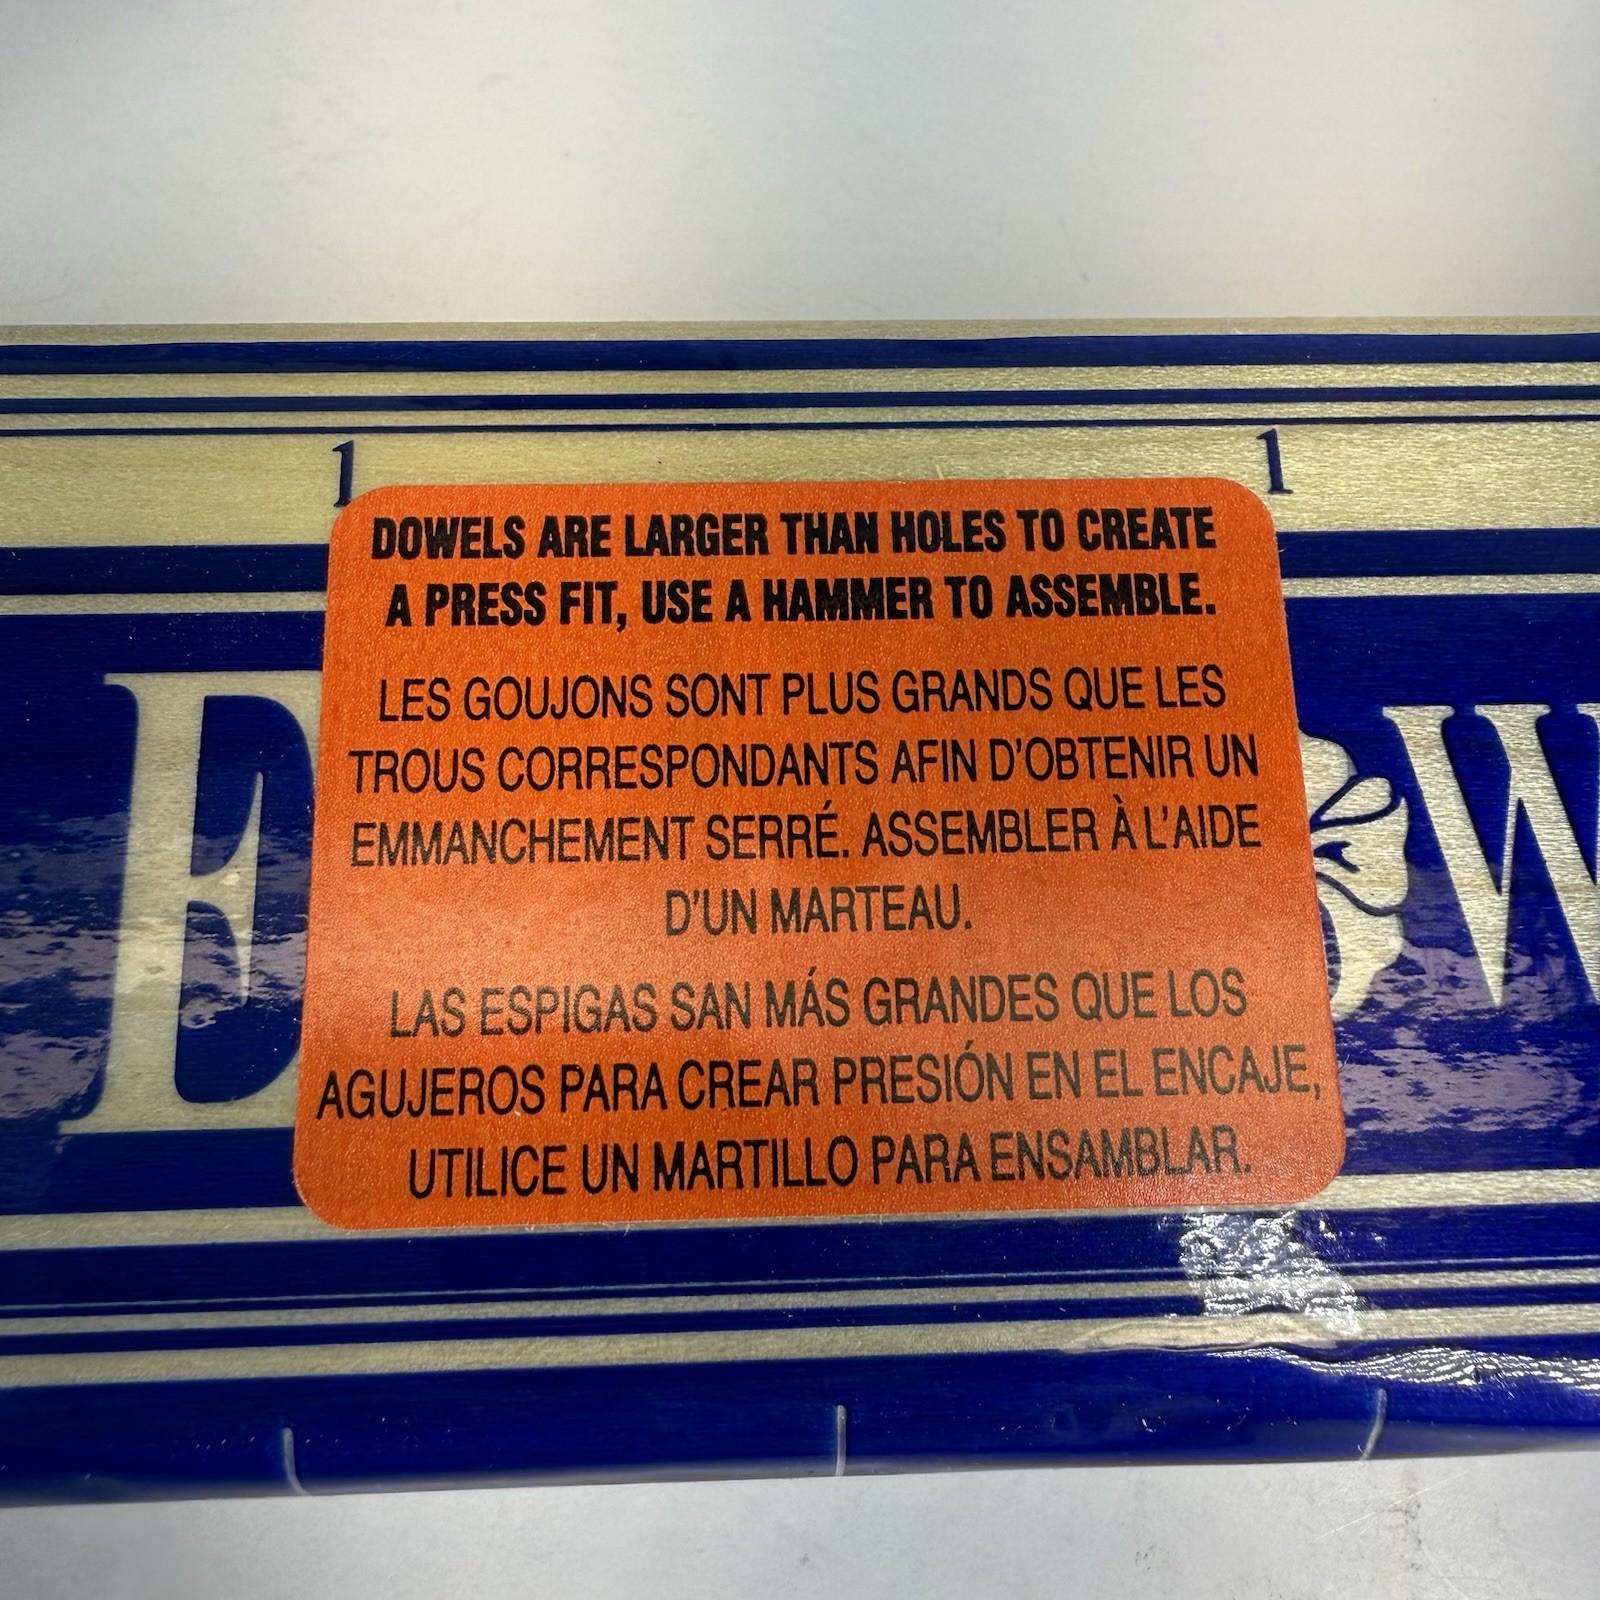 1 1
DOWELS ARE LARGER THAN HOLES TO CREATE
A PRESS FIT, USE A HAMMER TO ASSEMBLE.
LES GOUJONS SONT PLUS GRANDS QUE LES
TROUS CORRESPONDANTS AFIN D'OBTENIR UN
EMMANCHEMENT SERRÉ. ASSEMBLER À L'AIDE
D'UN MARTEAU.
LAS ESPIGAS SAN MÁS GRANDES QUE LOS
AGUJEROS PARA CREAR PRESIÓN EN EL ENCAJE,
UTILICE UN MARTILLO PARA ENSAMBLAR.
E W